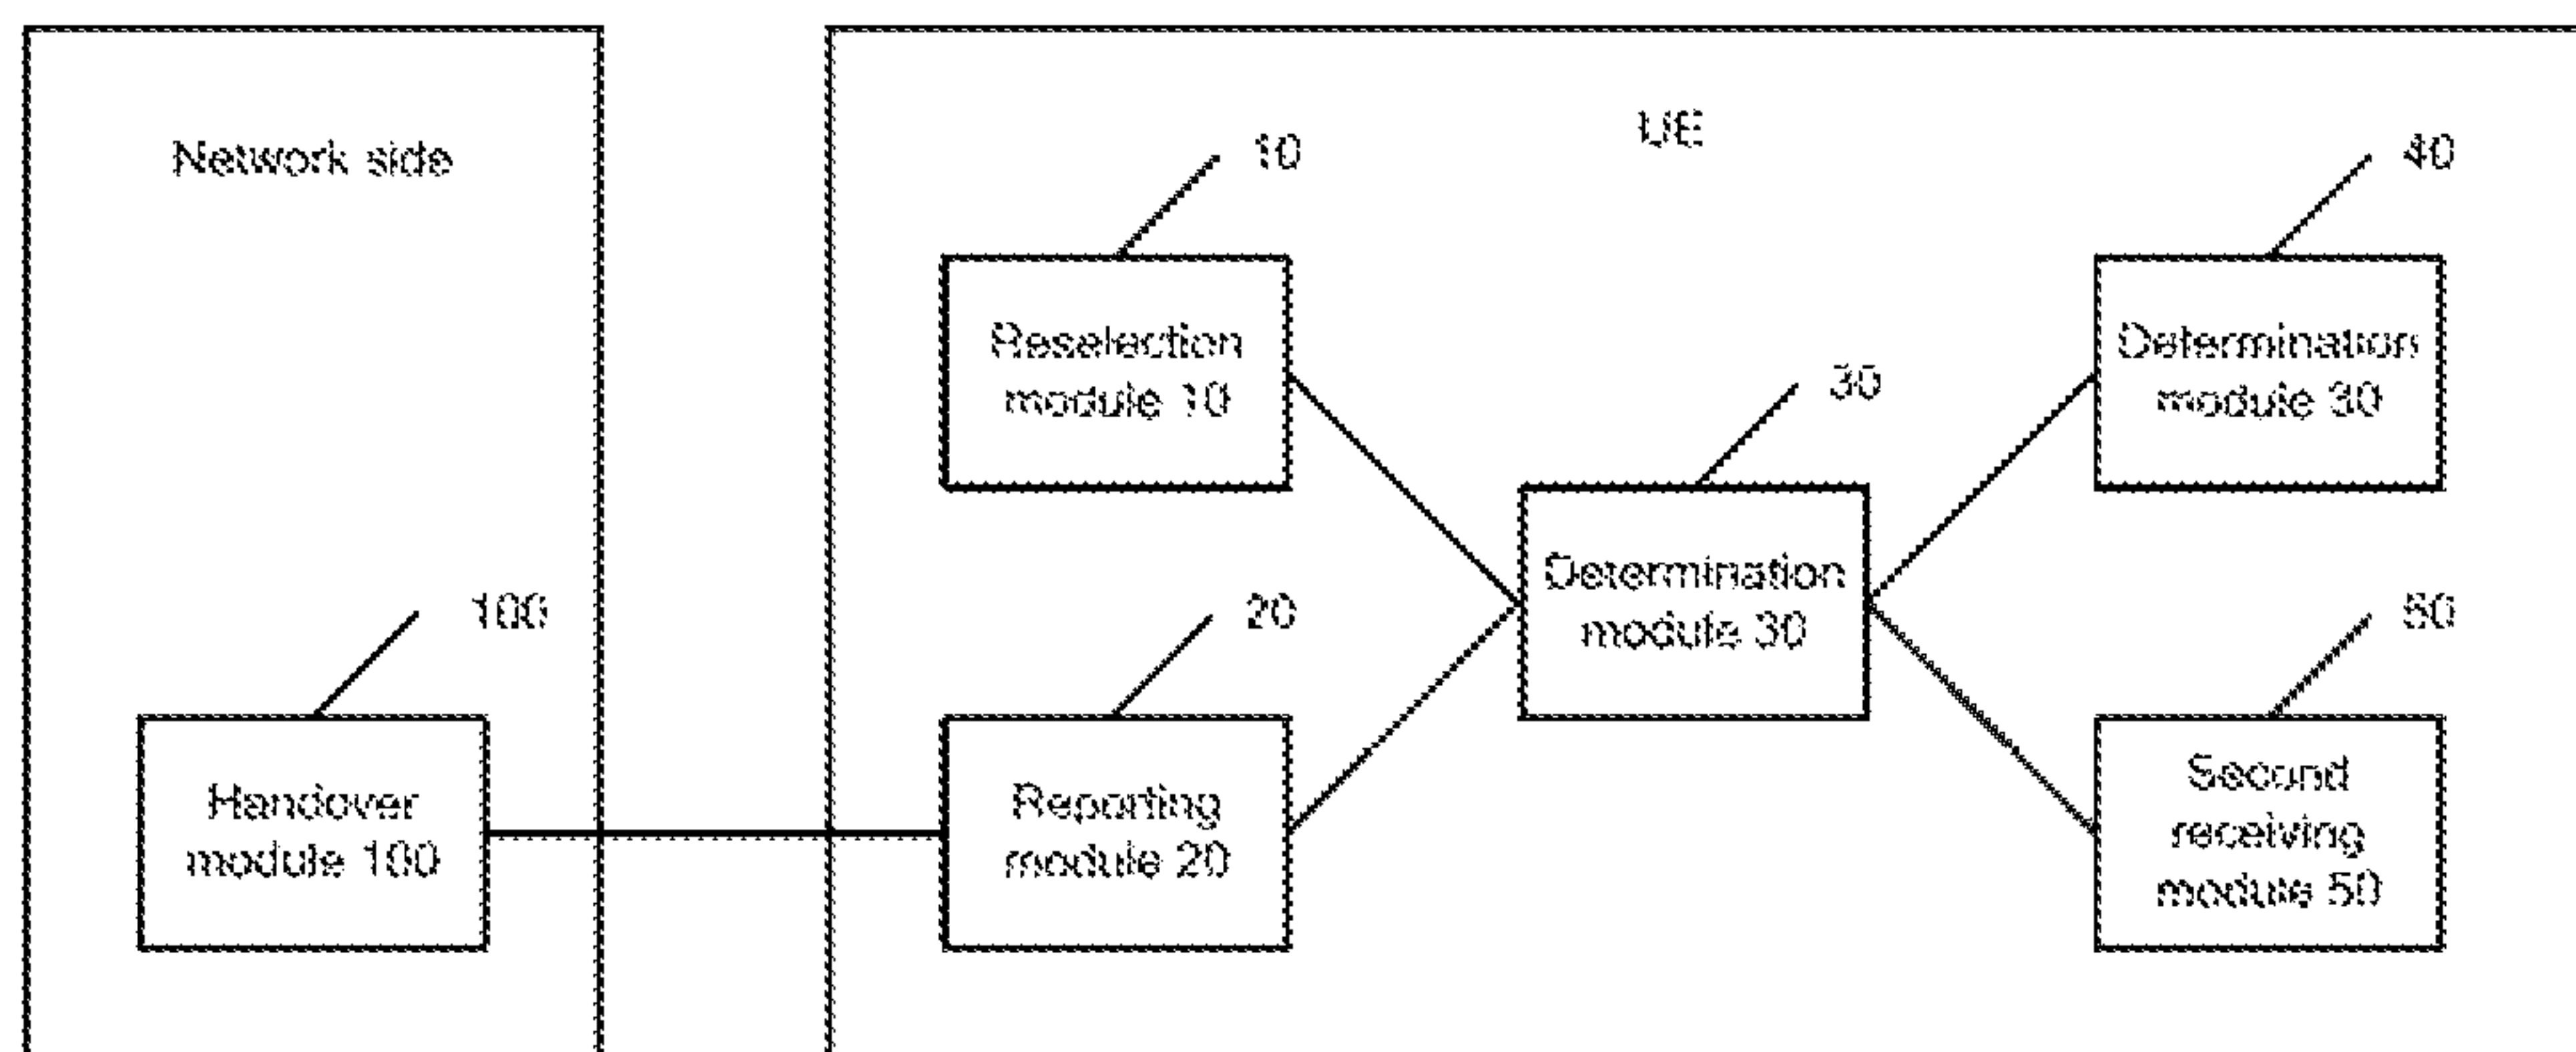 Network side
UE
10
40
Reselection
module 10
Determination
module 30
30
Determination
module 30
100
20
50
Handover
module 100
Reporting
module 20
Second
receiving
module 50